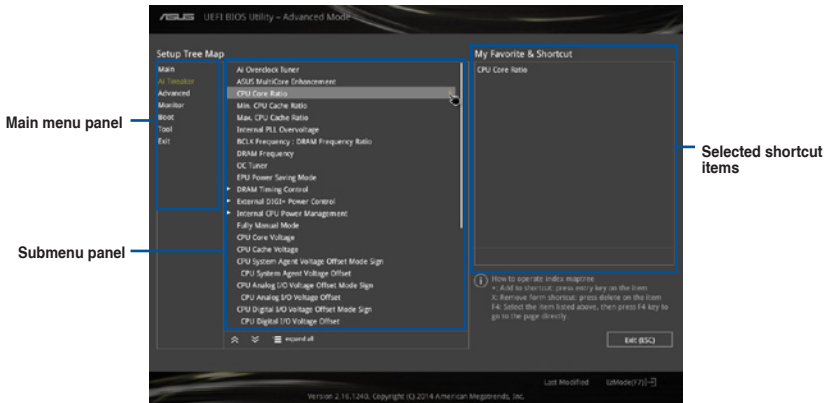 ASUS UEFI BIOS Utility – Advanced Mode
Setup Tree Map
Main
Ai Tweaker
Advanced
Monitor
Boot
Tool
Exit
Ai Overclock Tuner
ASUS MultiCore Enhancement
CPU Core Ratio
Min. CPU Cache Ratio
Max. CPU Cache Ratio
Internal PLL Overvoltage
BCLK Frequency : DRAM Frequency Ratio
DRAM Frequency
OC Tuner
EPU Power Saving Mode
DRAM Timing Control
External DIGI+ Power Control
Internal CPU Power Management
Fully Manual Mode
CPU Core Voltage
CPU Cache Voltage
CPU System Agent Voltage Offset Mode Sign
CPU System Agent Voltage Offset
CPU Analog I/O Voltage Offset Mode Sign
CPU Analog I/O Voltage Offset
CPU Digital I/O Voltage Offset Mode Sign
CPU Digital I/O Voltage Offset
expand all
My Favorite & Shortcut
CPU Core Ratio
How to operate index maptree
+: Add to shortcut: press entry key on the item
X: Remove form shortcut: press delete on the item
F4: Select the item listed above, then press F4 key to
go to the page directly.
Exit (ESC)
Last Modified
EzMode(F7)
Version 2.16.1240. Copyright (C) 2014 American Megatrends, Inc.
Main menu panel
Submenu panel
Selected shortcut
items